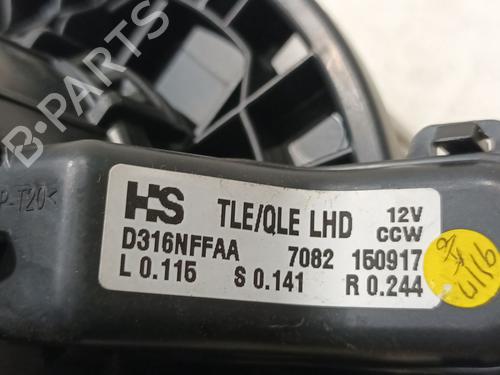 B-PARTS
P-T20<
HS TLE/QLE LHD 12V
CCW
D316NFFAA 7082 150917
L 0.115 S 0.141 R 0.244